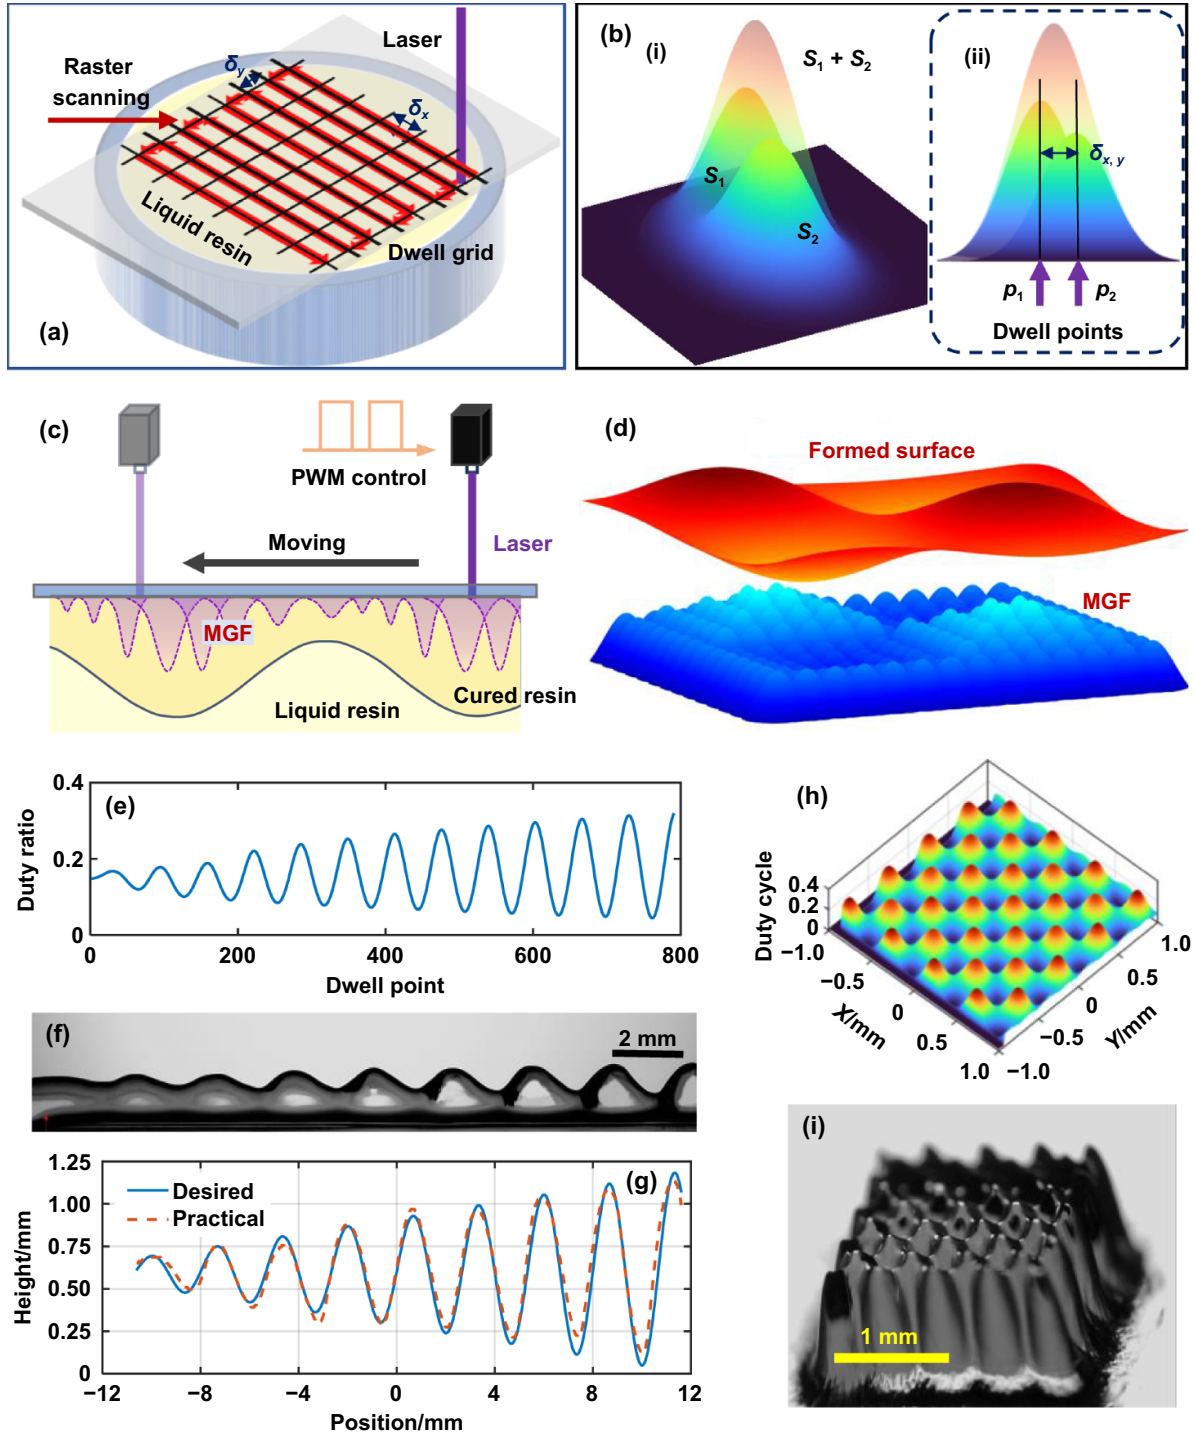 Laser
Raster
scanning
δy
δx
Liquid resin
Dwell grid
(a)
(b)
(i)
S1 + S2
S1
S2
(ii)
δx, y
p1
p2
Dwell points
(c)
PWM control
Moving
Laser
MGF
Cured resin
Liquid resin
(d)
Formed surface
MGF
(e)
Duty ratio
0.4
0.2
0
0
200
400
600
800
Dwell point
(f)
2 mm
(g)
Desired
Practical
Height/mm
1.25
1.00
0.75
0.50
0.25
0
−12
−8
−4
0
4
8
12
Position/mm
(h)
Duty cycle
0.4
0.2
0
−1.0
−0.5
0
0.5
1.0
X/mm
−1.0
−0.5
0
0.5
1.0
Y/mm
(i)
1 mm